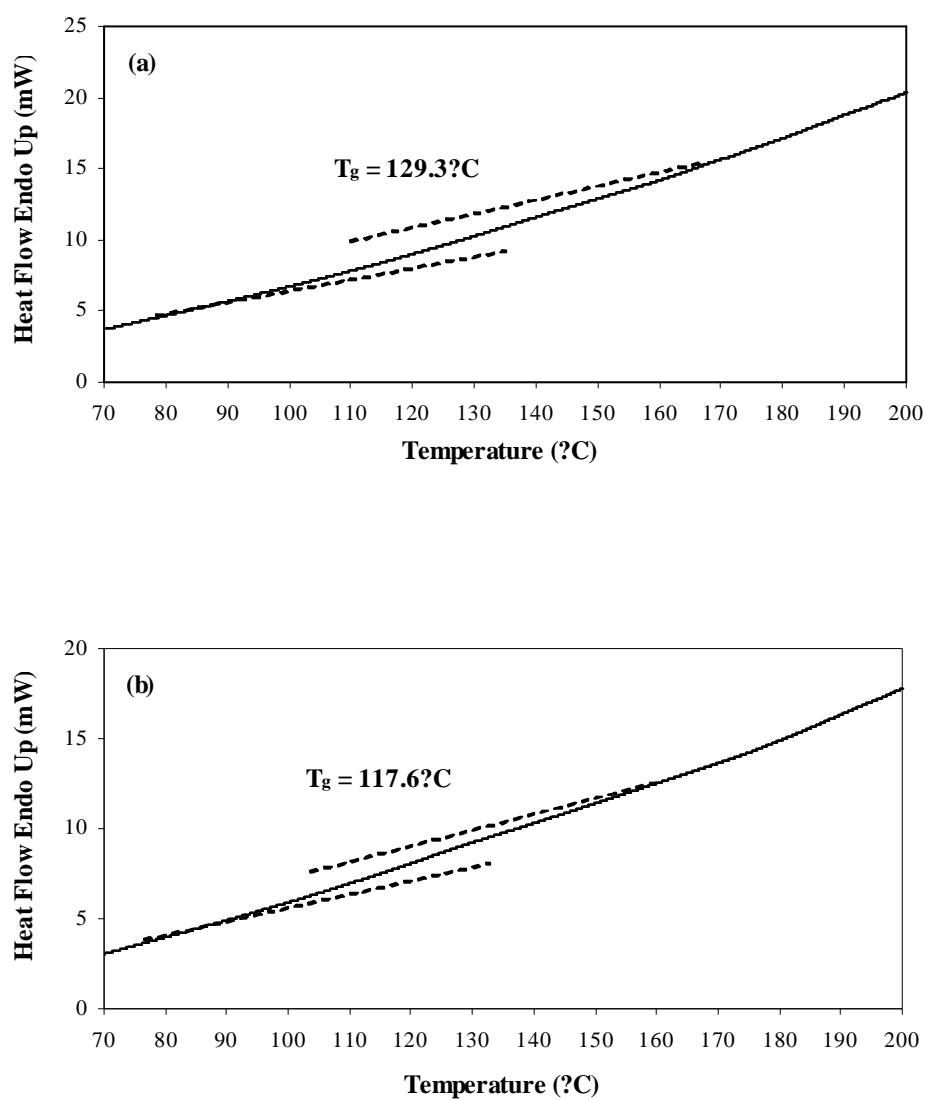 25
20
15
10
5
0
Heat Flow Endo Up (mW)
(a)
Tg = 129.3?C
70 80 90 100 110 120 130 140 150 160 170 180 190 200
Temperature (?C)
20
15
10
5
0
Heat Flow Endo Up (mW)
(b)
Tg = 117.6?C
70 80 90 100 110 120 130 140 150 160 170 180 190 200
Temperature (?C)